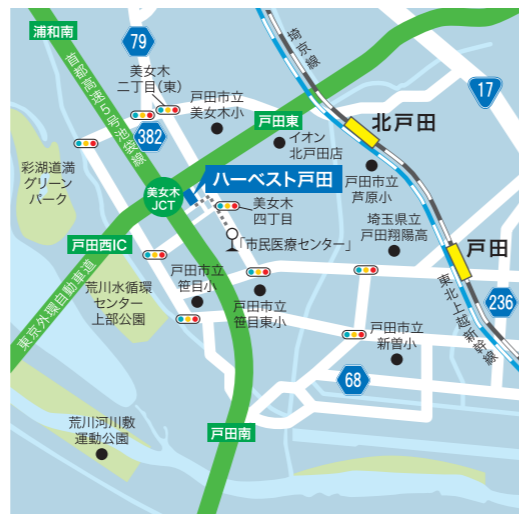 浦和南
79
美女木
二丁目(東)
埼京線
首都高速5号池袋線
戸田市立
美女木小
戸田東
17
北戸田
382
イオン
北戸田店
彩湖道満
グリーン
パーク
美女木
JCT
ハーベスト戸田
戸田市立
芦原小
美女木
四丁目
埼玉県立
戸田翔陽高
戸田
戸田西IC
「市民医療センター」
東京外環自動車道
荒川水循環
センター
上部公園
戸田市立
笹目小
戸田市立
笹目東小
東北上越新幹線
236
戸田市立
新曽小
68
荒川河川敷
運動公園
戸田南